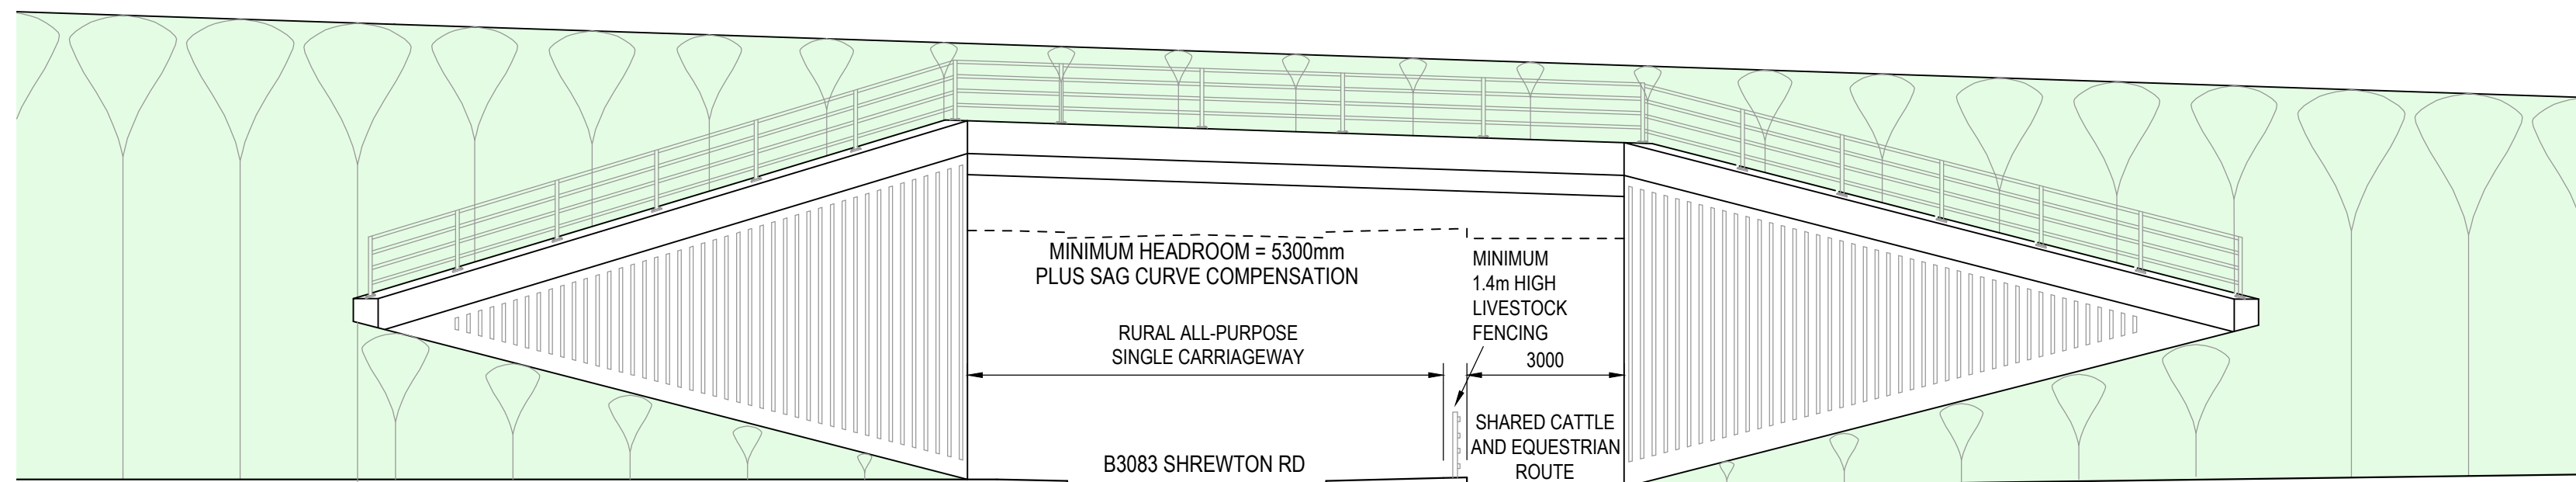 MINIMUM HEADROOM = 5300mm
PLUS SAG CURVE COMPENSATION
MINIMUM
1.4m HIGH
LIVESTOCK
FENCING
RURAL ALL-PURPOSE
SINGLE CARRIAGEWAY
3000
SHARED CATTLE
AND EQUESTRIAN
ROUTE
B3083 SHREWTON RD